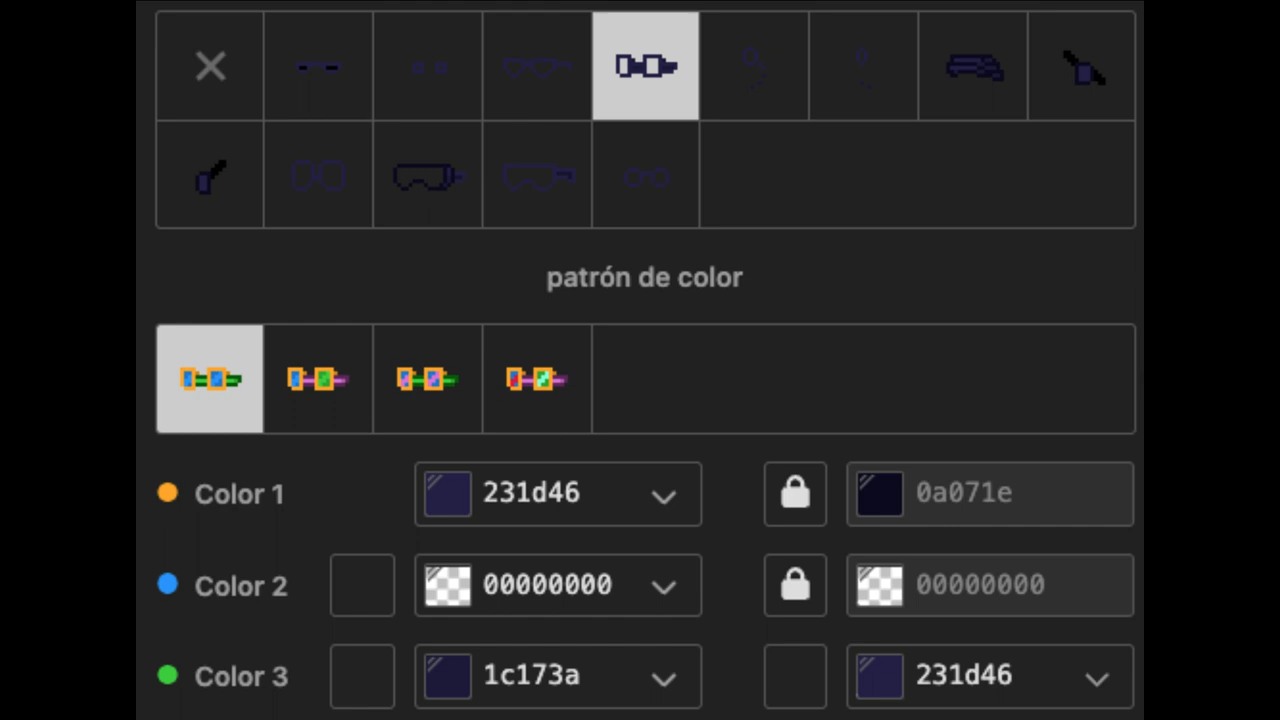 patrón de color
Color 1 231d46 0a071e
Color 2 00000000 00000000
Color 3 1c173a 231d46